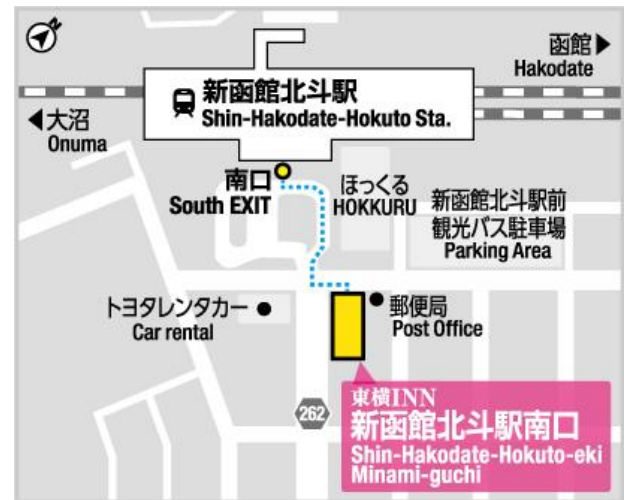 N
函館▶
Hakodate
新函館北斗駅
Shin-Hakodate-Hokuto Sta.
◀大沼
Onuma
南口
South EXIT
ほっくる
HOKKURU
新函館北斗駅前
観光バス駐車場
Parking Area
トヨタレンタカー
Car rental
郵便局
Post Office
262
東横INN
新函館北斗駅南口
Shin-Hakodate-Hokuto-eki
Minami-guchi